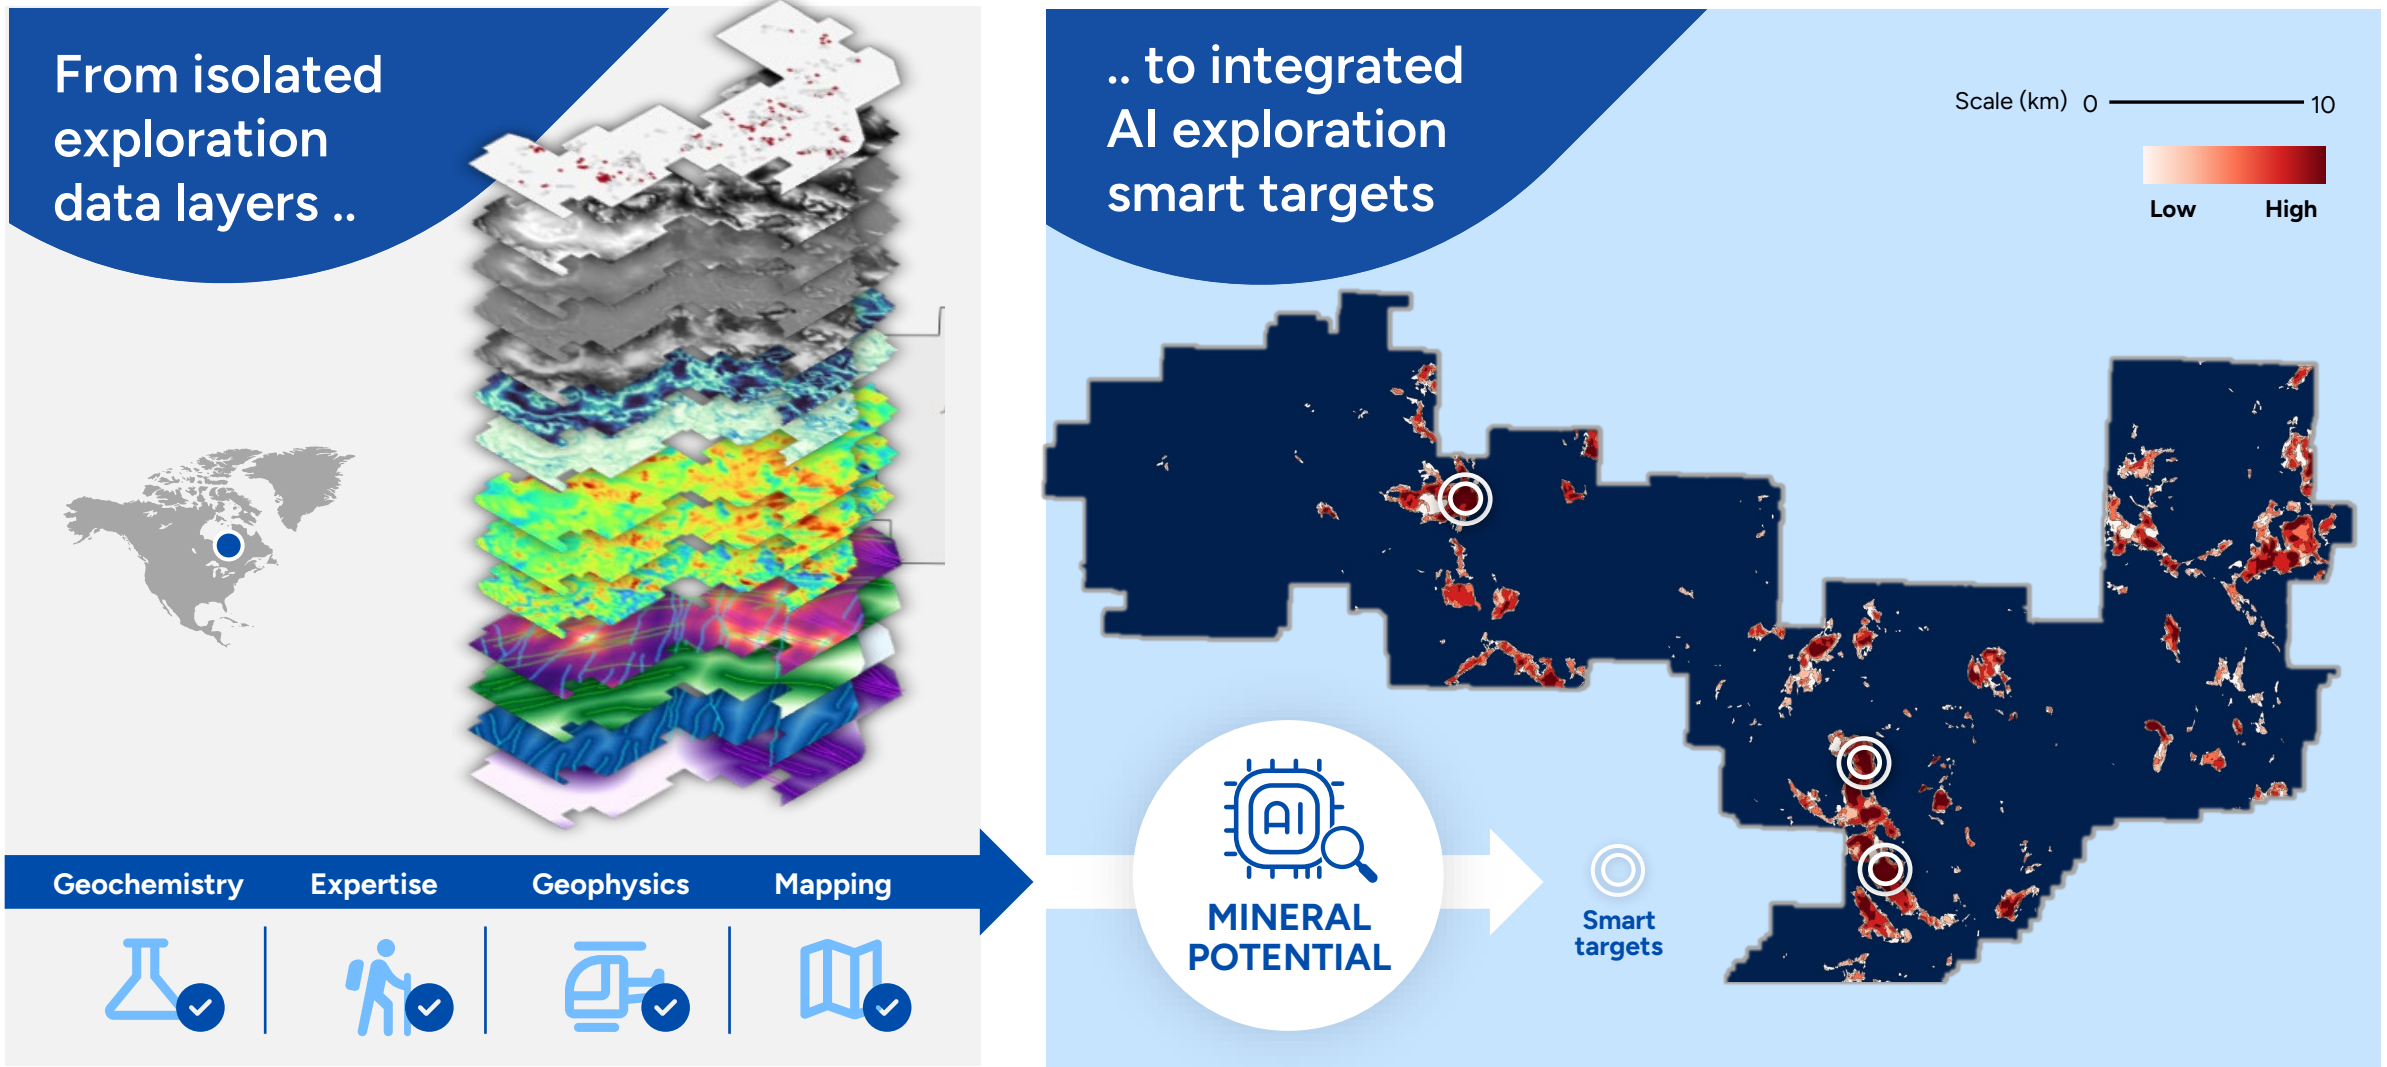 From isolated
exploration
data layers ..
Geochemistry
Expertise
Geophysics
Mapping
.. to integrated
AI exploration
smart targets
Scale (km) 0 10
Low High
AI
MINERAL
POTENTIAL
Smart
targets